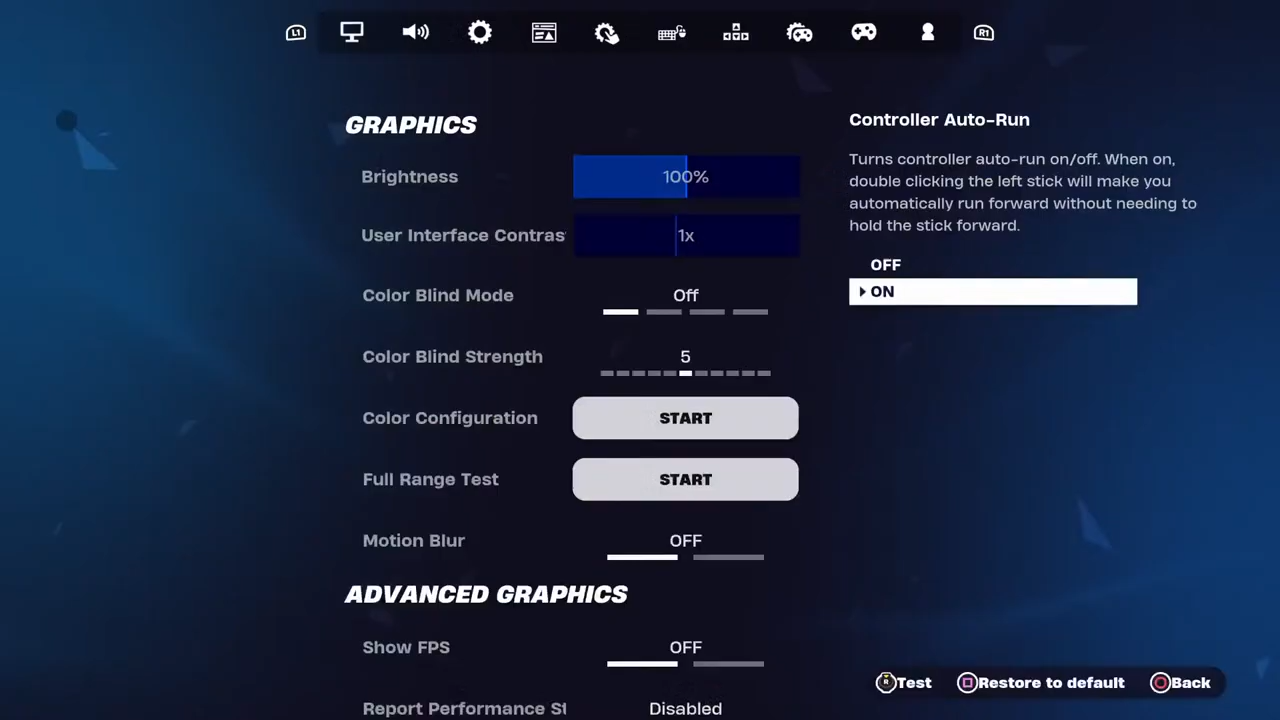 L1
R1
GRAPHICS
Brightness
100%
User Interface Contras
1x
Color Blind Mode
Off
Color Blind Strength
5
Color Configuration
START
Full Range Test
START
Motion Blur
OFF
ADVANCED GRAPHICS
Show FPS
OFF
Report Performance St
Disabled
Controller Auto-Run
Turns controller auto-run on/off. When on,
double clicking the left stick will make you
automatically run forward without needing to
hold the stick forward.
OFF
ON
R Test
Restore to default
Back